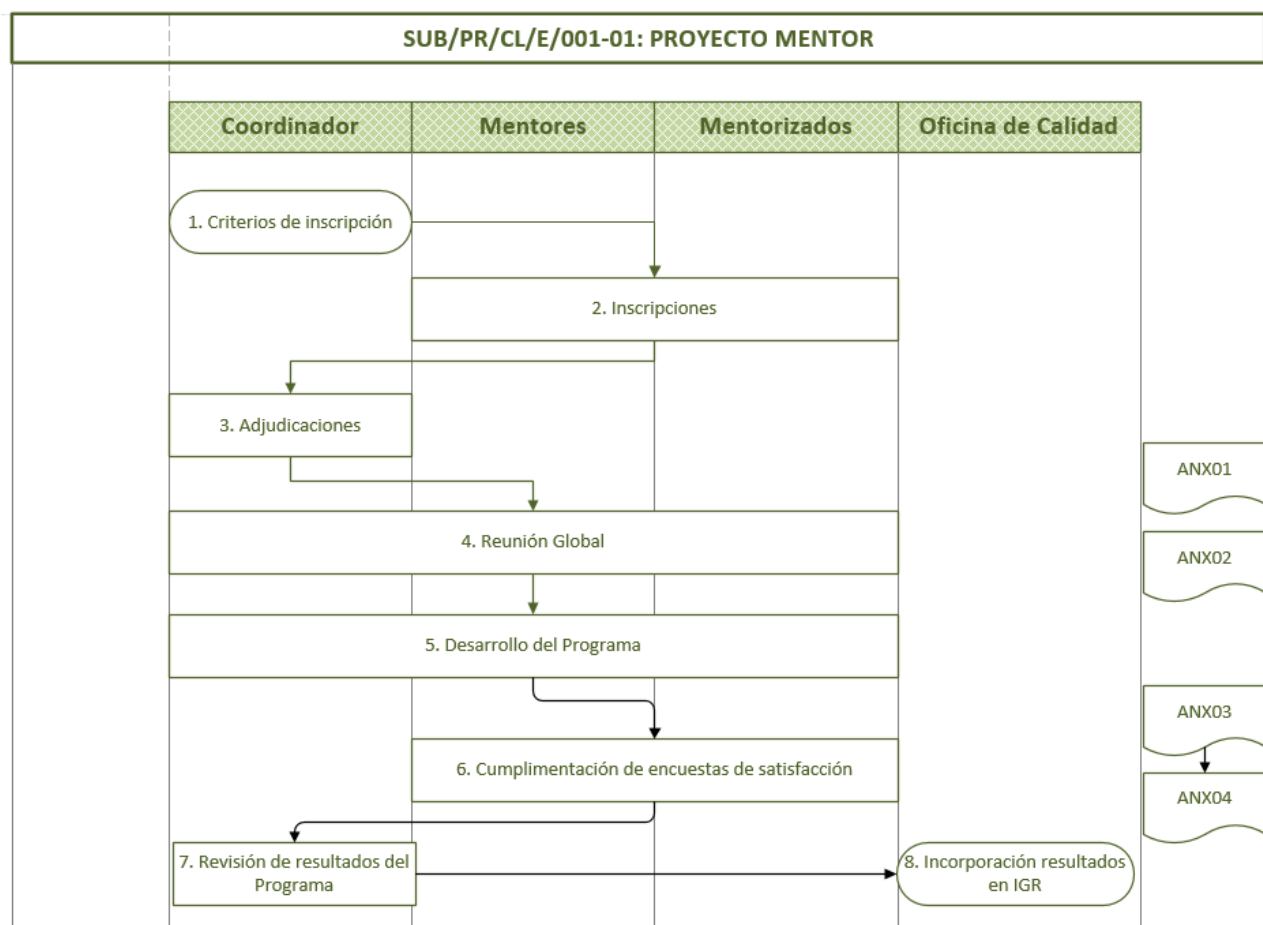 SUB/PR/CL/E/001-01: PROYECTO MENTOR
Coordinador
Mentores
Mentorizados
Oficina de Calidad
1. Criterios de inscripción
2. Inscripciones
3. Adjudicaciones
ANX01
4. Reunión Global
ANX02
5. Desarrollo del Programa
ANX03
6. Cumplimentación de encuestas de satisfacción
ANX04
7. Revisión de resultados del
Programa
8. Incorporación resultados
en IGR